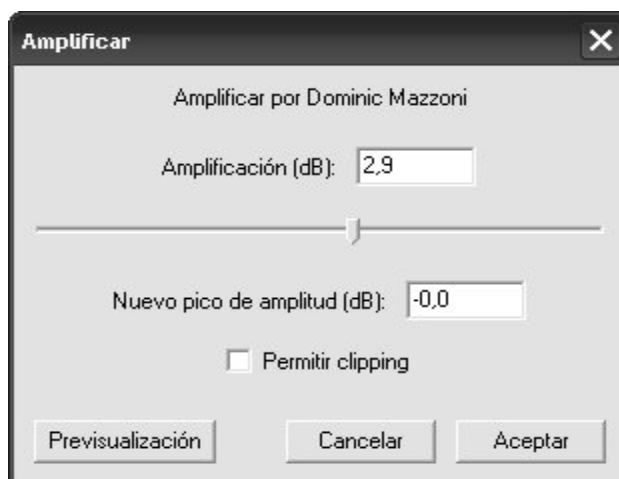 Amplificar
Amplificar por Dominic Mazzoni
Amplificación (dB): 2,9
Nuevo pico de amplitud (dB): -0,0
Permitir clipping
Previsualización Cancelar Aceptar